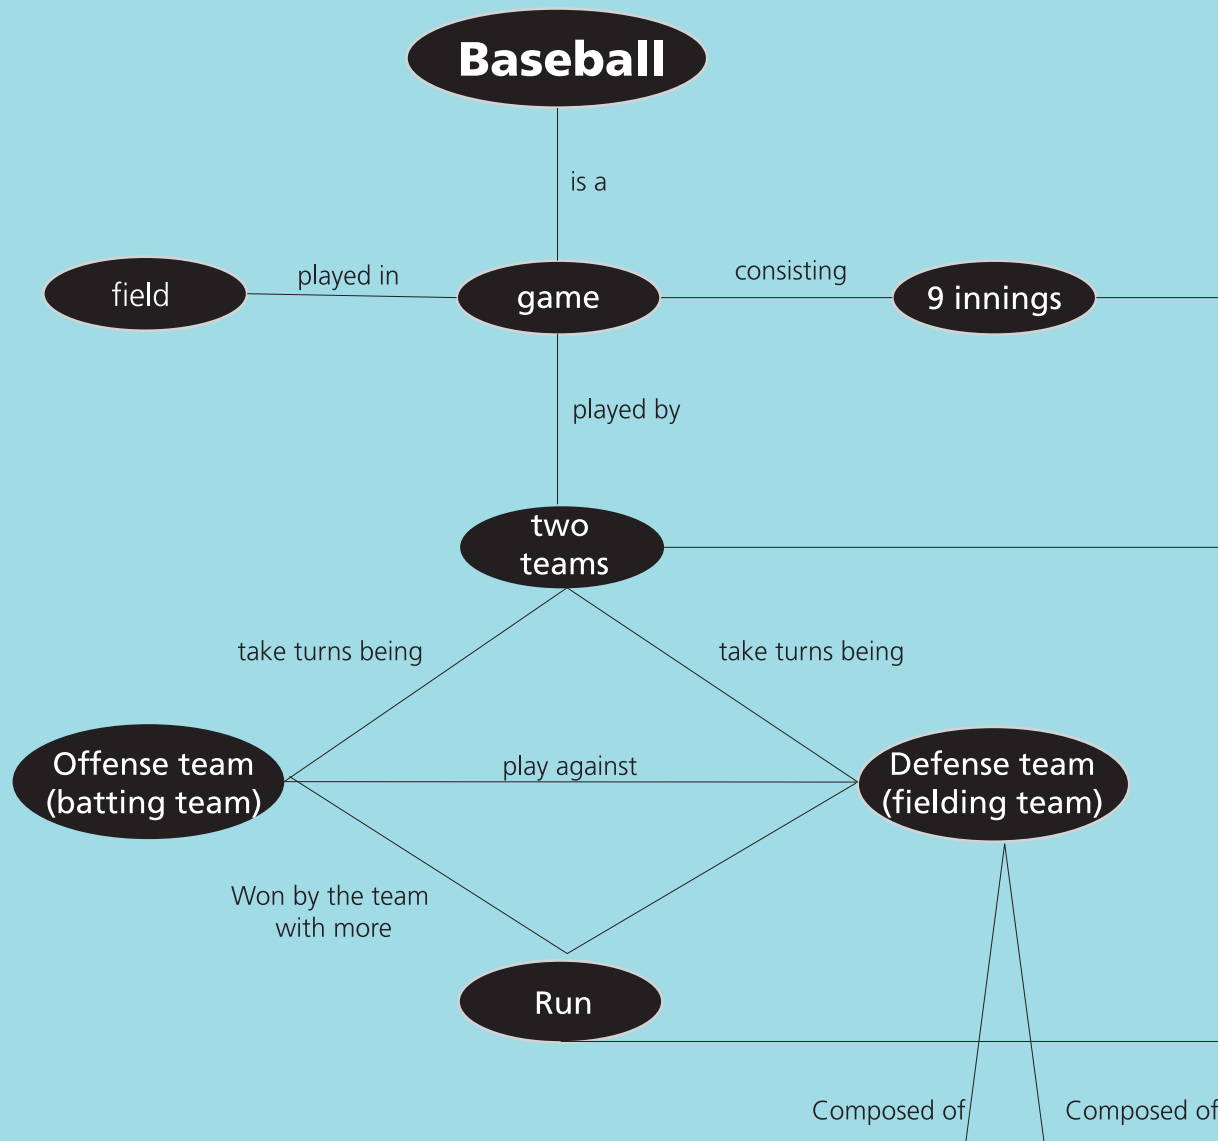 Baseball
is a
field
played in
game
consisting
9 innings
played by
two
teams
take turns being
take turns being
Offense team
(batting team)
play against
Defense team
(fielding team)
Won by the team
with more
Run
Composed of
Composed of